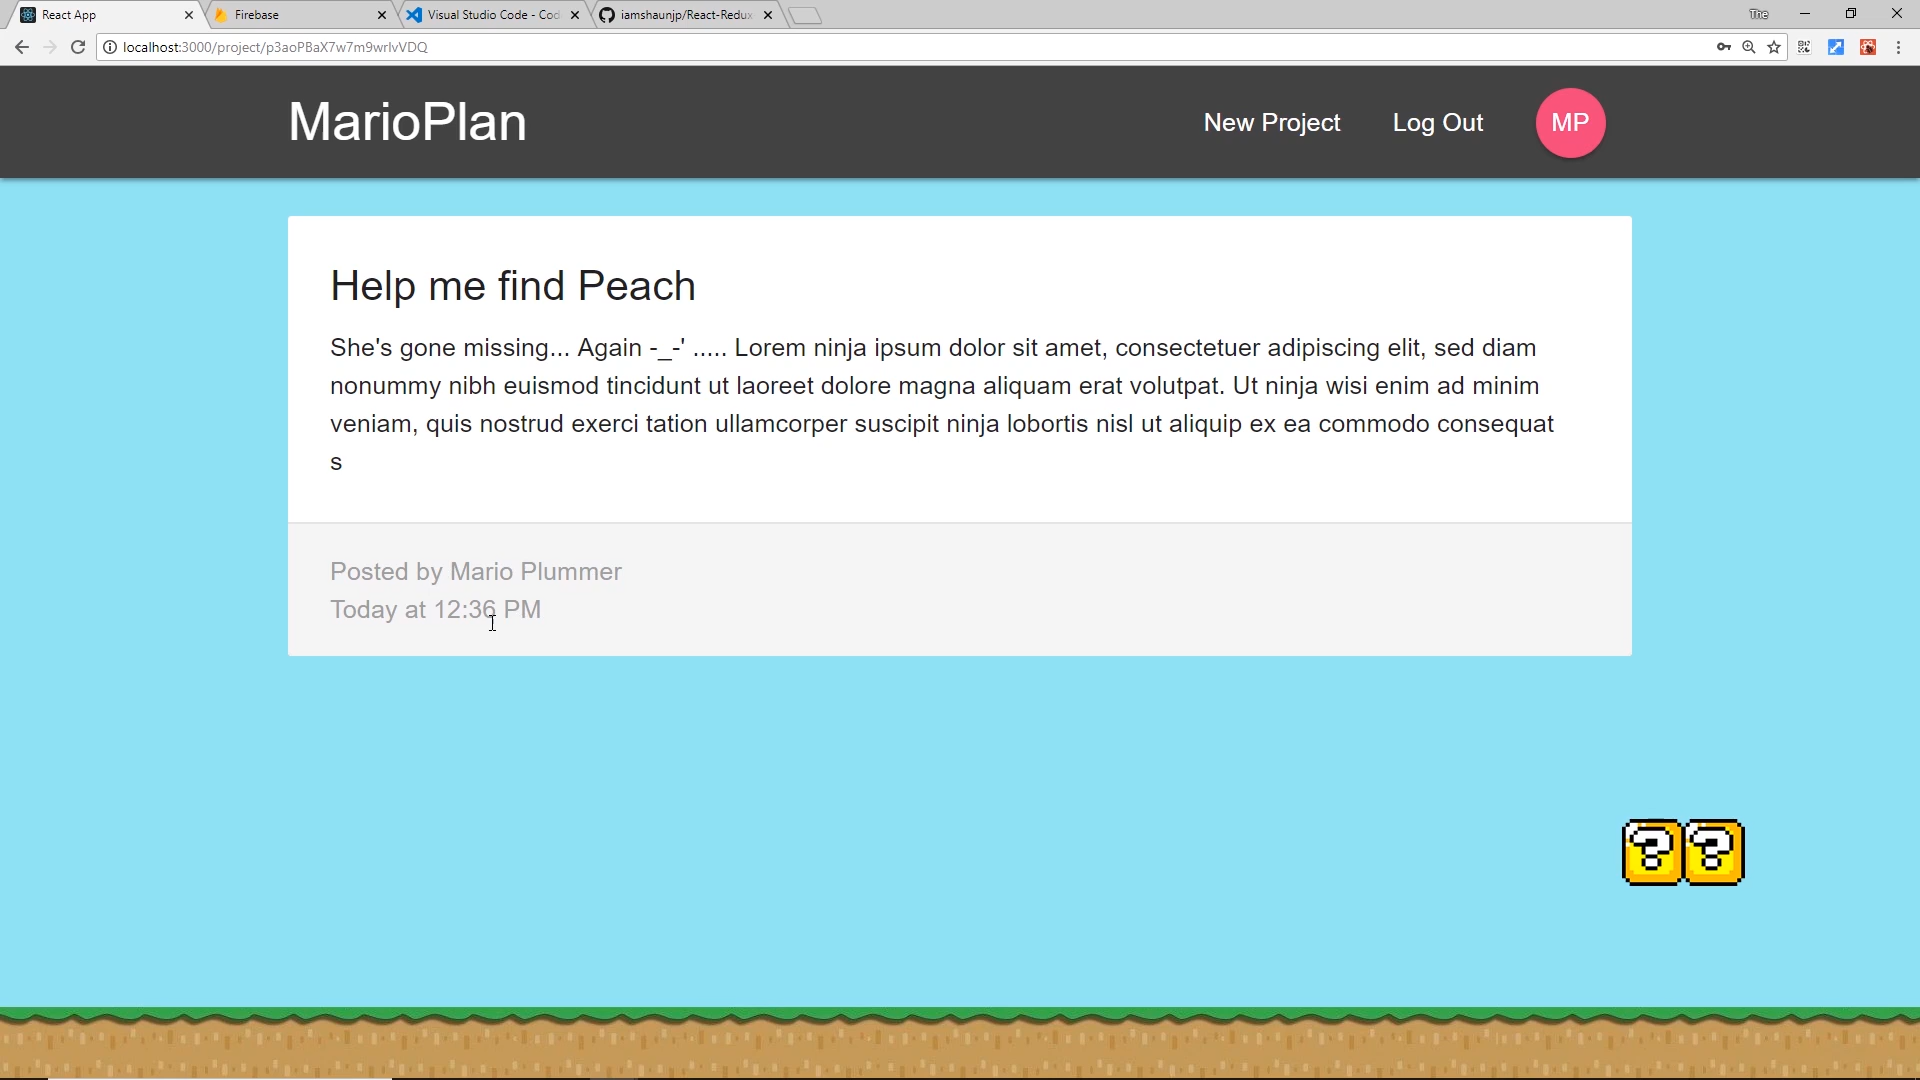 React App
Firebase
Visual Studio Code - Cod
iamshaunjp/React-Redux
The
localhost:3000/project/p3aoPBaX7w7m9wrIvVDQ
MarioPlan
New Project
Log Out
MP
Help me find Peach
She's gone missing... Again -_-' ..... Lorem ninja ipsum dolor sit amet, consectetuer adipiscing elit, sed diam
nonummy nibh euismod tincidunt ut laoreet dolore magna aliquam erat volutpat. Ut ninja wisi enim ad minim
veniam, quis nostrud exerci tation ullamcorper suscipit ninja lobortis nisl ut aliquip ex ea commodo consequat
s
Posted by Mario Plummer
Today at 12:36 PM
? ?